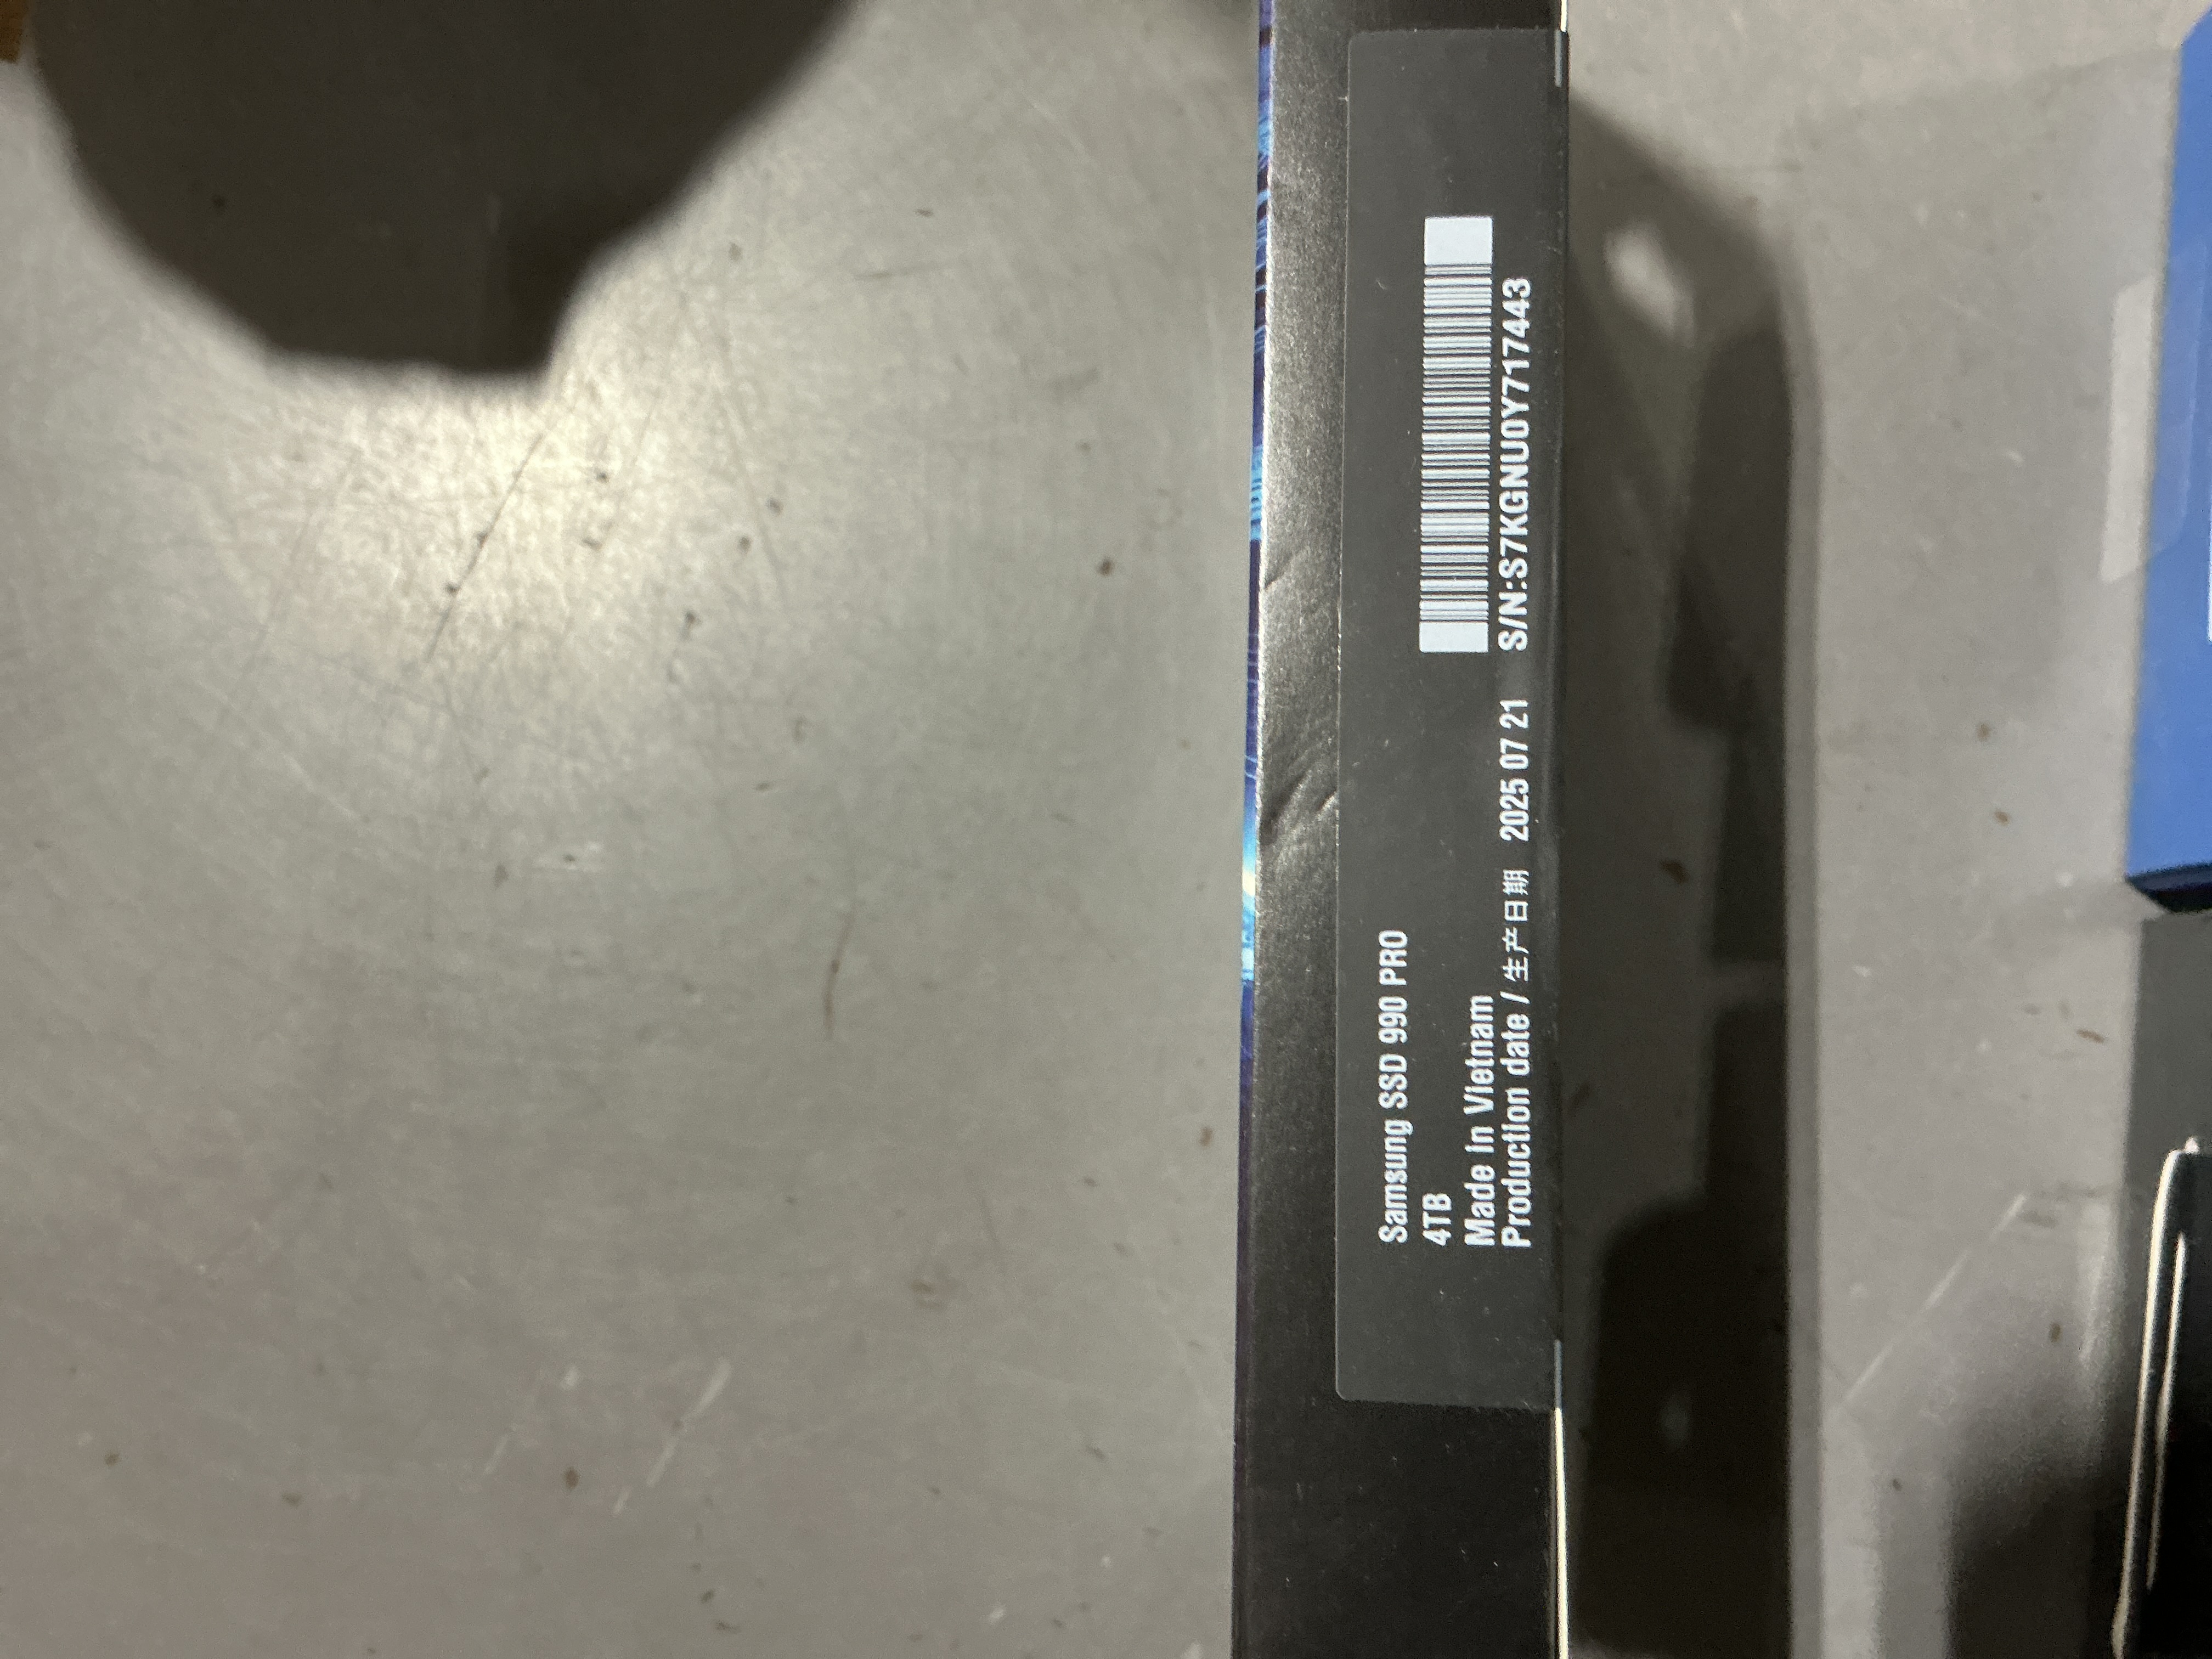 Samsung SSD 990 PRO
4TB
Made in Vietnam
Production date / 生产日期 2025 07 21 S/N:S7KGNU0Y717443